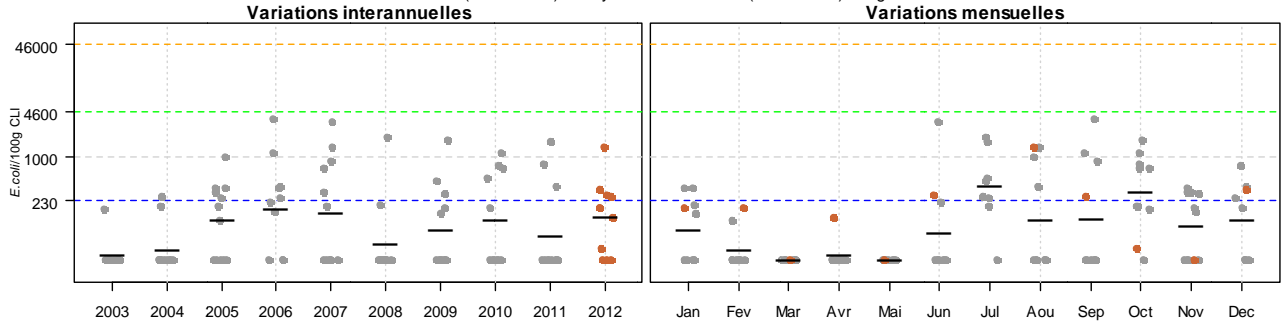 Variations interannuelles Variations mensuelles
46000
4600
1000
230
E.coli/100g CLI
2003 2004 2005 2006 2007 2008 2009 2010 2011 2012 Jan Fev Mar Avr Mai Jun Jul Aou Sep Oct Nov Dec